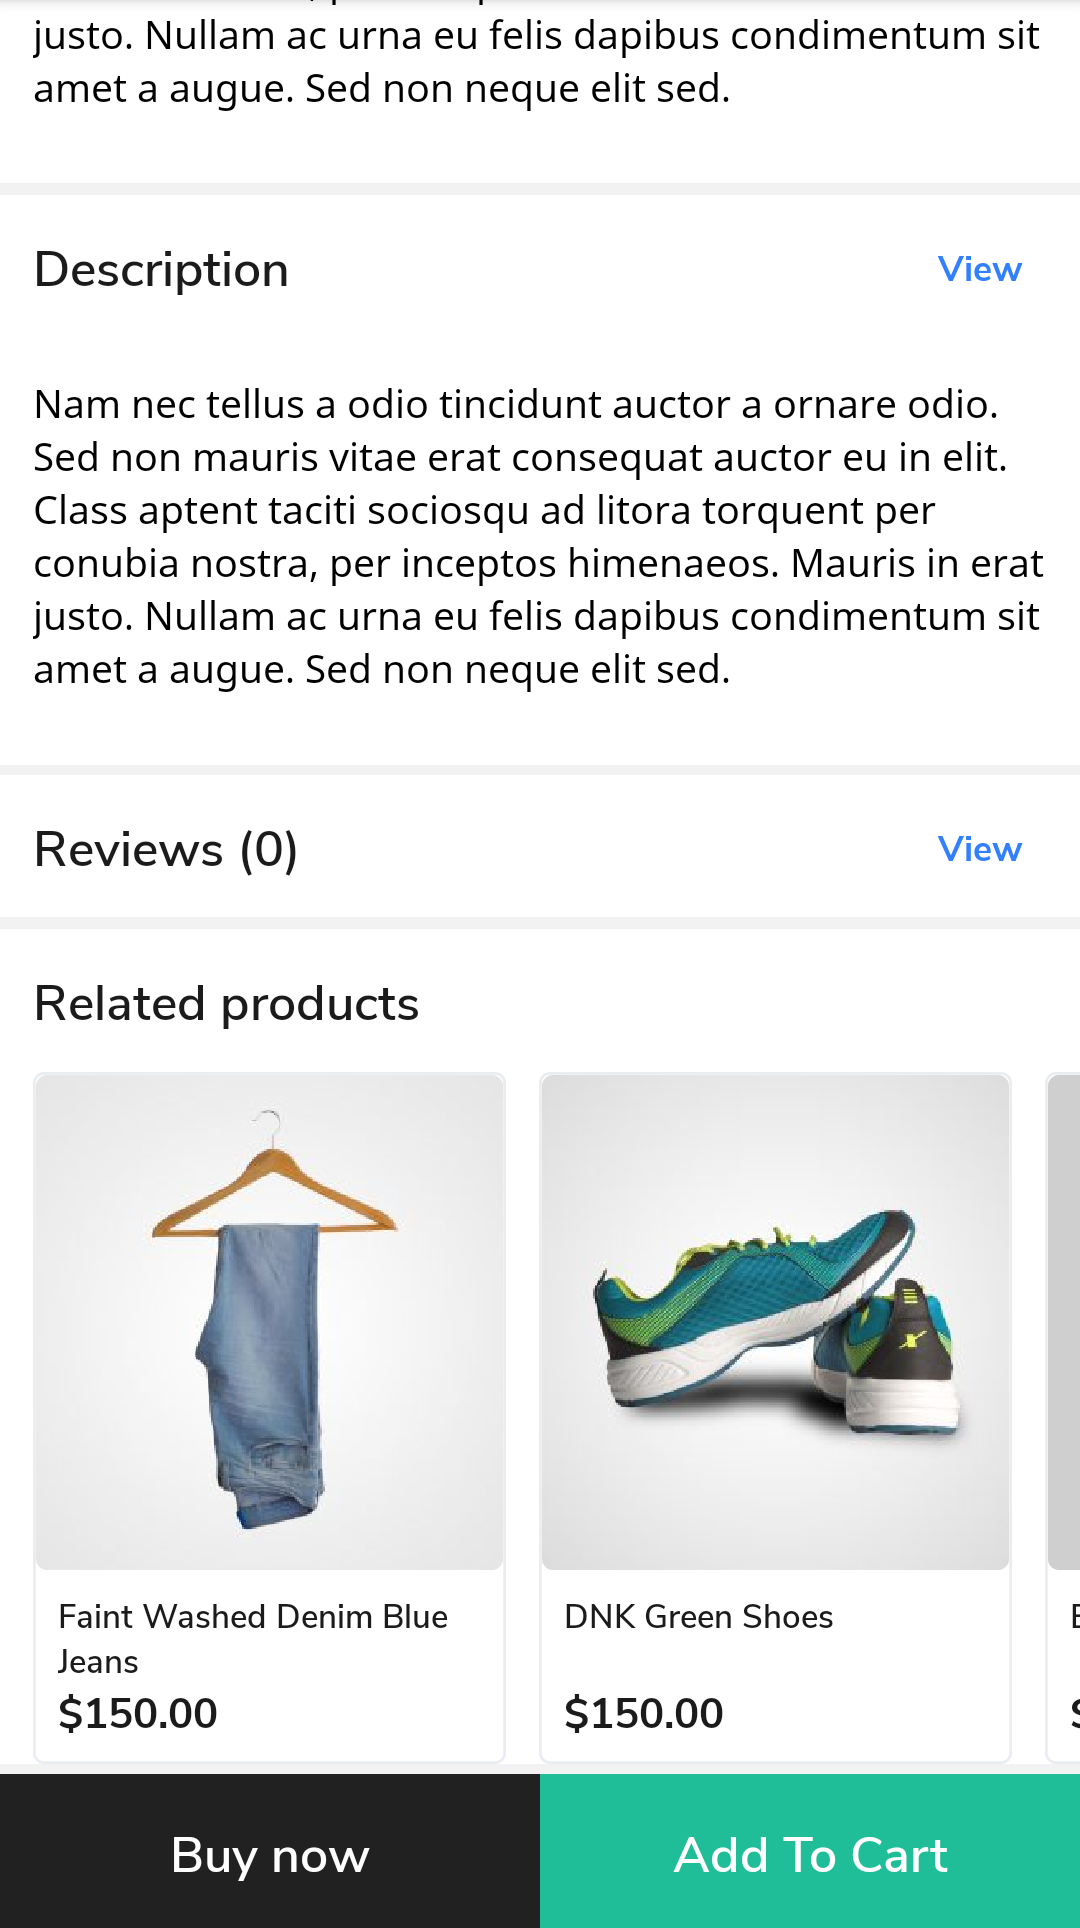 justo. Nullam ac urna eu felis dapibus condimentum sit
amet a augue. Sed non neque elit sed.
Description
View
Nam nec tellus a odio tincidunt auctor a ornare odio.
Sed non mauris vitae erat consequat auctor eu in elit.
Class aptent taciti sociosqu ad litora torquent per
conubia nostra, per inceptos himenaeos. Mauris in erat
justo. Nullam ac urna eu felis dapibus condimentum sit
amet a augue. Sed non neque elit sed.
Reviews (0)
View
Related products
Faint Washed Denim Blue
Jeans
$150.00
DNK Green Shoes
$150.00
Buy now
Add To Cart